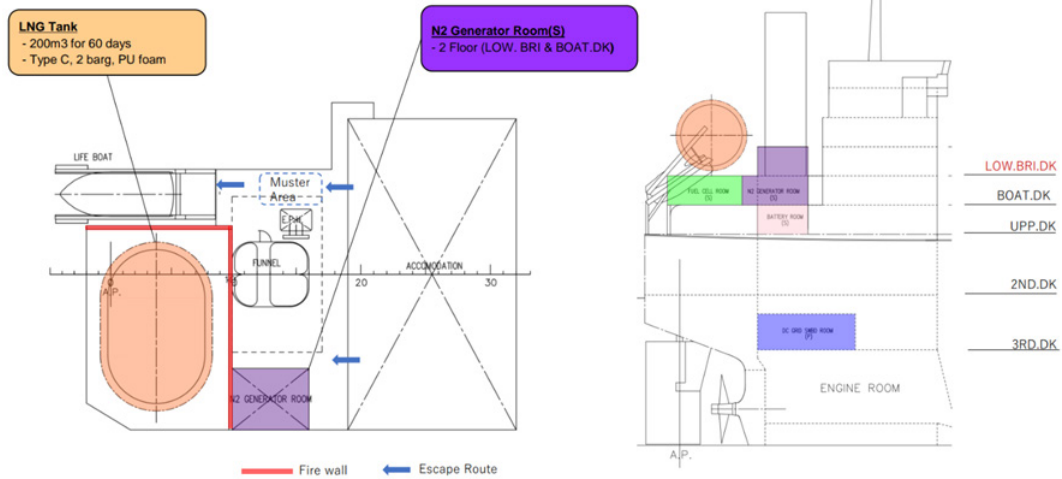 LNG Tank
- 200m3 for 60 days
- Type C, 2 barg, PU foam
N2 Generator Room(S)
- 2 Floor (LOW. BRI & BOAT.DK)
LIFE BOAT
Muster
Area
E.P.H
FUNNEL
ACCOMODATION
0
10
20
30
A.P.
N2 GENERATOR ROOM
Fire wall
Escape Route
FUEL CELL ROOM
(S)
N2 GENERATOR ROOM
(S)
BATTERY ROOM
(S)
DC GRID SWBD ROOM
(P)
ENGINE ROOM
A.P.
LOW.BRI.DK
BOAT.DK
UPP.DK
2ND.DK
3RD.DK